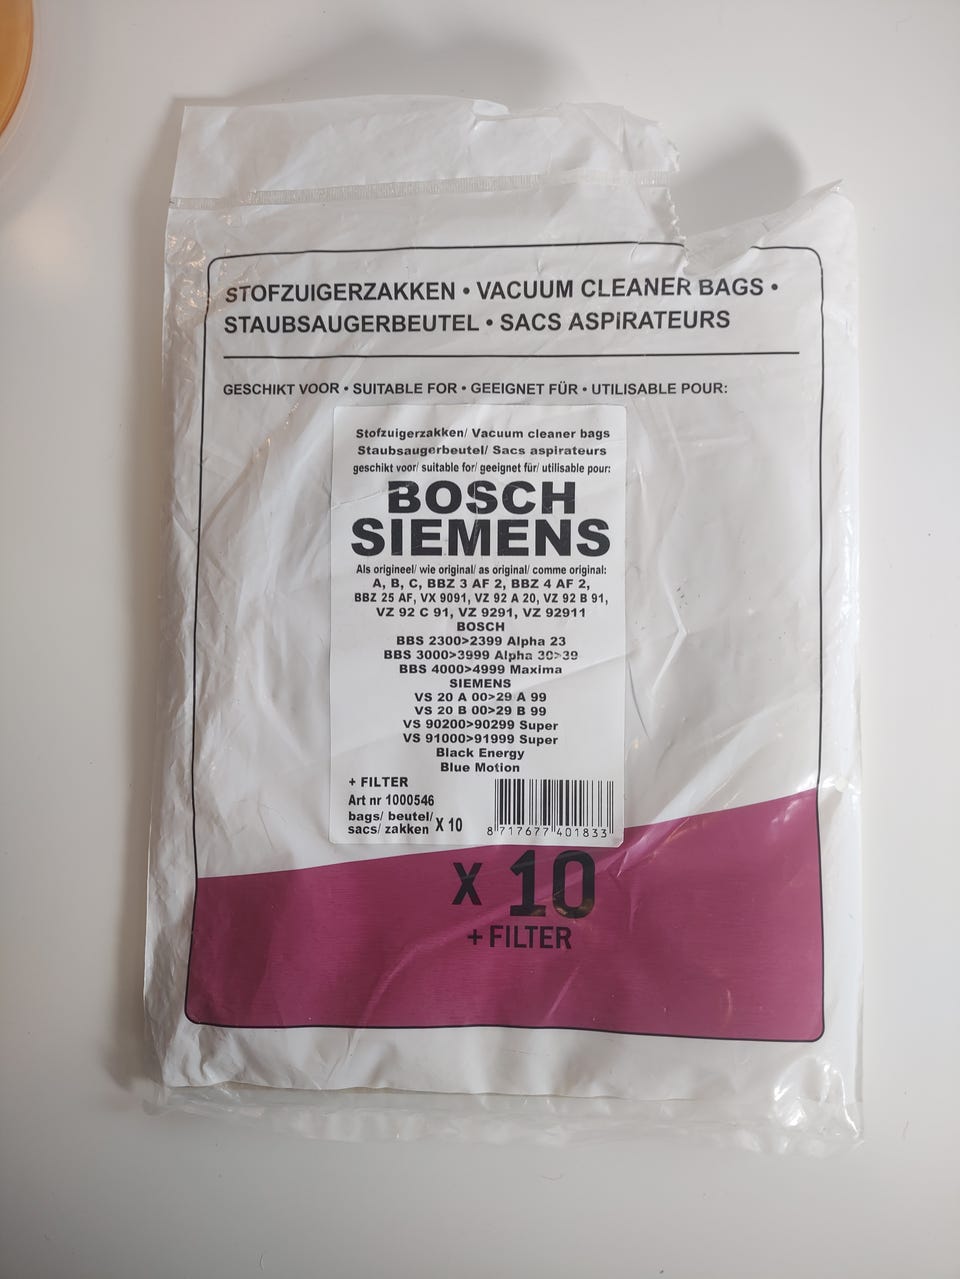 STOFZUIGERZAKKEN • VACUUM CLEANER BAGS •
STAUBSAUGERBEUTEL • SACS ASPIRATEURS
GESCHIKT VOOR • SUITABLE FOR • GEEIGNET FÜR • UTILISABLE POUR:
Stofzuigerzakken/ Vacuum cleaner bags
Staubsaugerbeutel/ Sacs aspirateurs
geschikt voor/ suitable for/ geeignet für/ utilisable pour:
BOSCH
SIEMENS
Als origineel/ wie original/ as original/ comme original:
A, B, C, BBZ 3 AF 2, BBZ 4 AF 2,
BBZ 25 AF, VX 9091, VZ 92 A 20, VZ 92 B 91,
VZ 92 C 91, VZ 9291, VZ 92911
BOSCH
BBS 2300>2399 Alpha 23
BBS 3000>3999 Alpha 30>39
BBS 4000>4999 Maxima
SIEMENS
VS 20 A 00>29 A 99
VS 20 B 00>29 B 99
VS 90200>90299 Super
VS 91000>91999 Super
Black Energy
Blue Motion
+ FILTER
Art nr 1000546
bags/ beutel/
sacs/ zakken X 10
8 717677 401833
X 10
+ FILTER